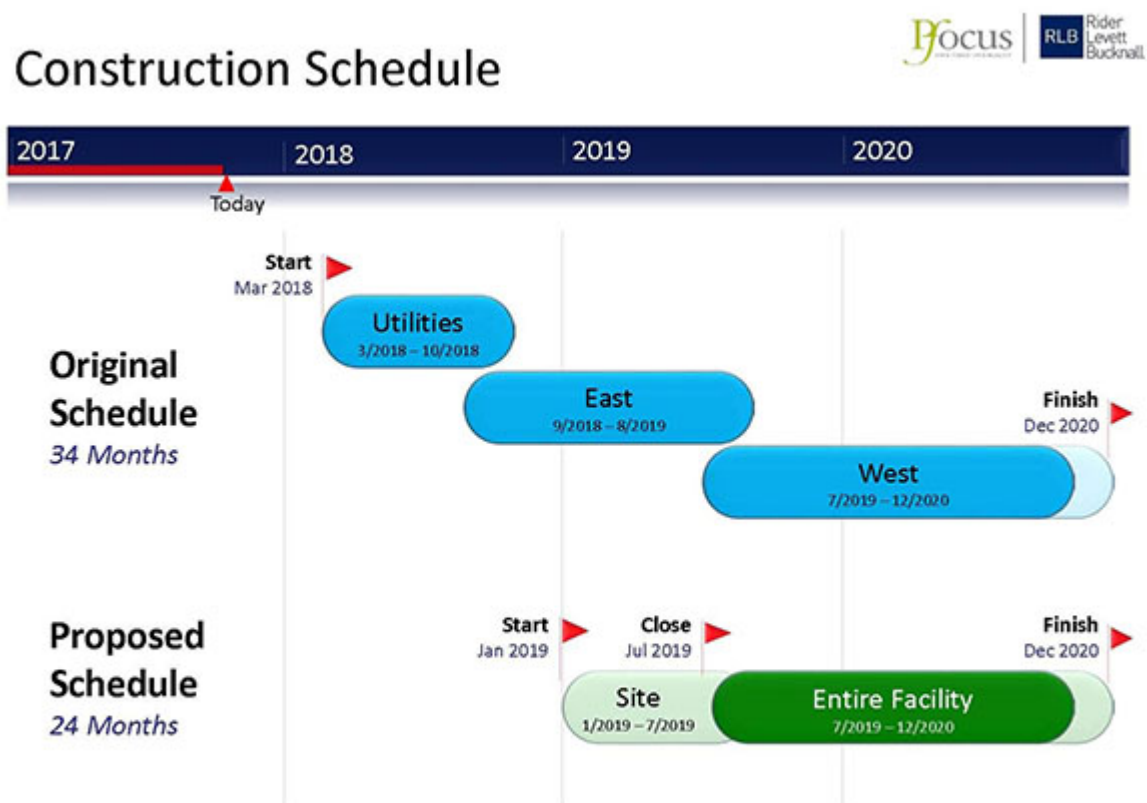 Construction Schedule
Pfocus
RLB
Rider
Levett
Bucknall
2017
2018
2019
2020
Today
Start
Mar 2018
Utilities
3/2018 – 10/2018
Original
Schedule
34 Months
East
9/2018 – 8/2019
Finish
Dec 2020
West
7/2019 – 12/2020
Proposed
Schedule
24 Months
Start
Jan 2019
Close
Jul 2019
Finish
Dec 2020
Site
1/2019 – 7/2019
Entire Facility
7/2019 – 12/2020